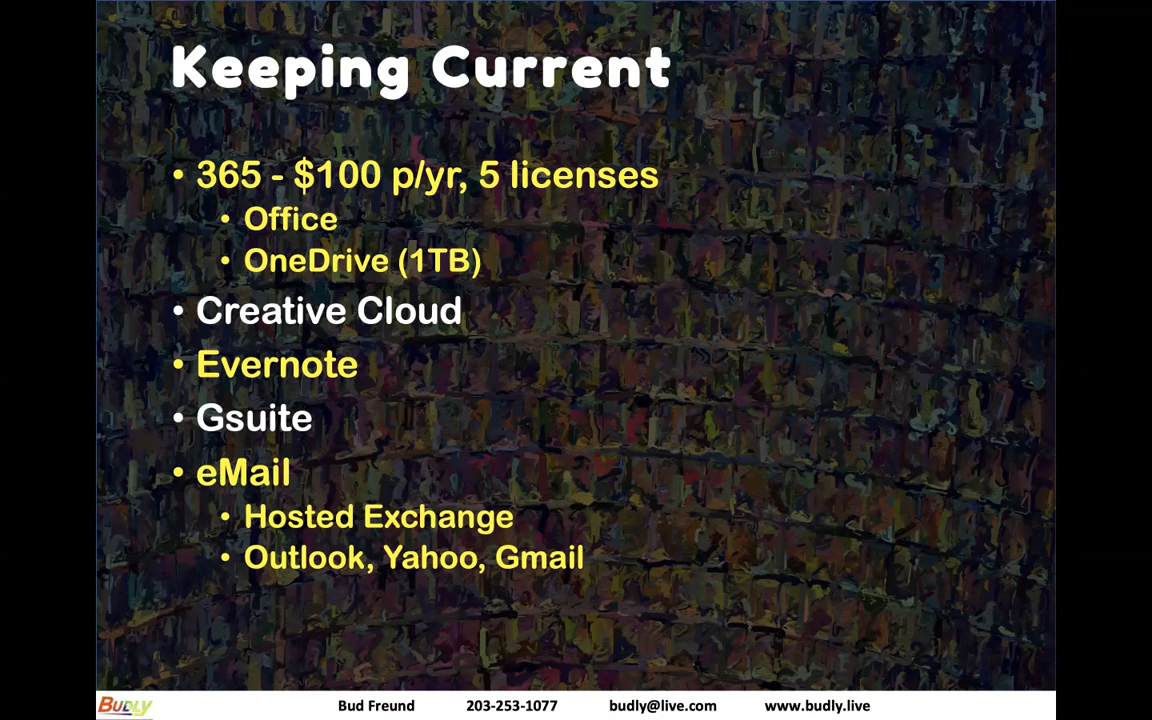 Keeping Current
• 365 - $100 p/yr, 5 licenses
• Office
• OneDrive (1TB)
• Creative Cloud
• Evernote
• Gsuite
• eMail
• Hosted Exchange
• Outlook, Yahoo, Gmail
BUDLY Bud Freund 203-253-1077 budly@live.com www.budly.live